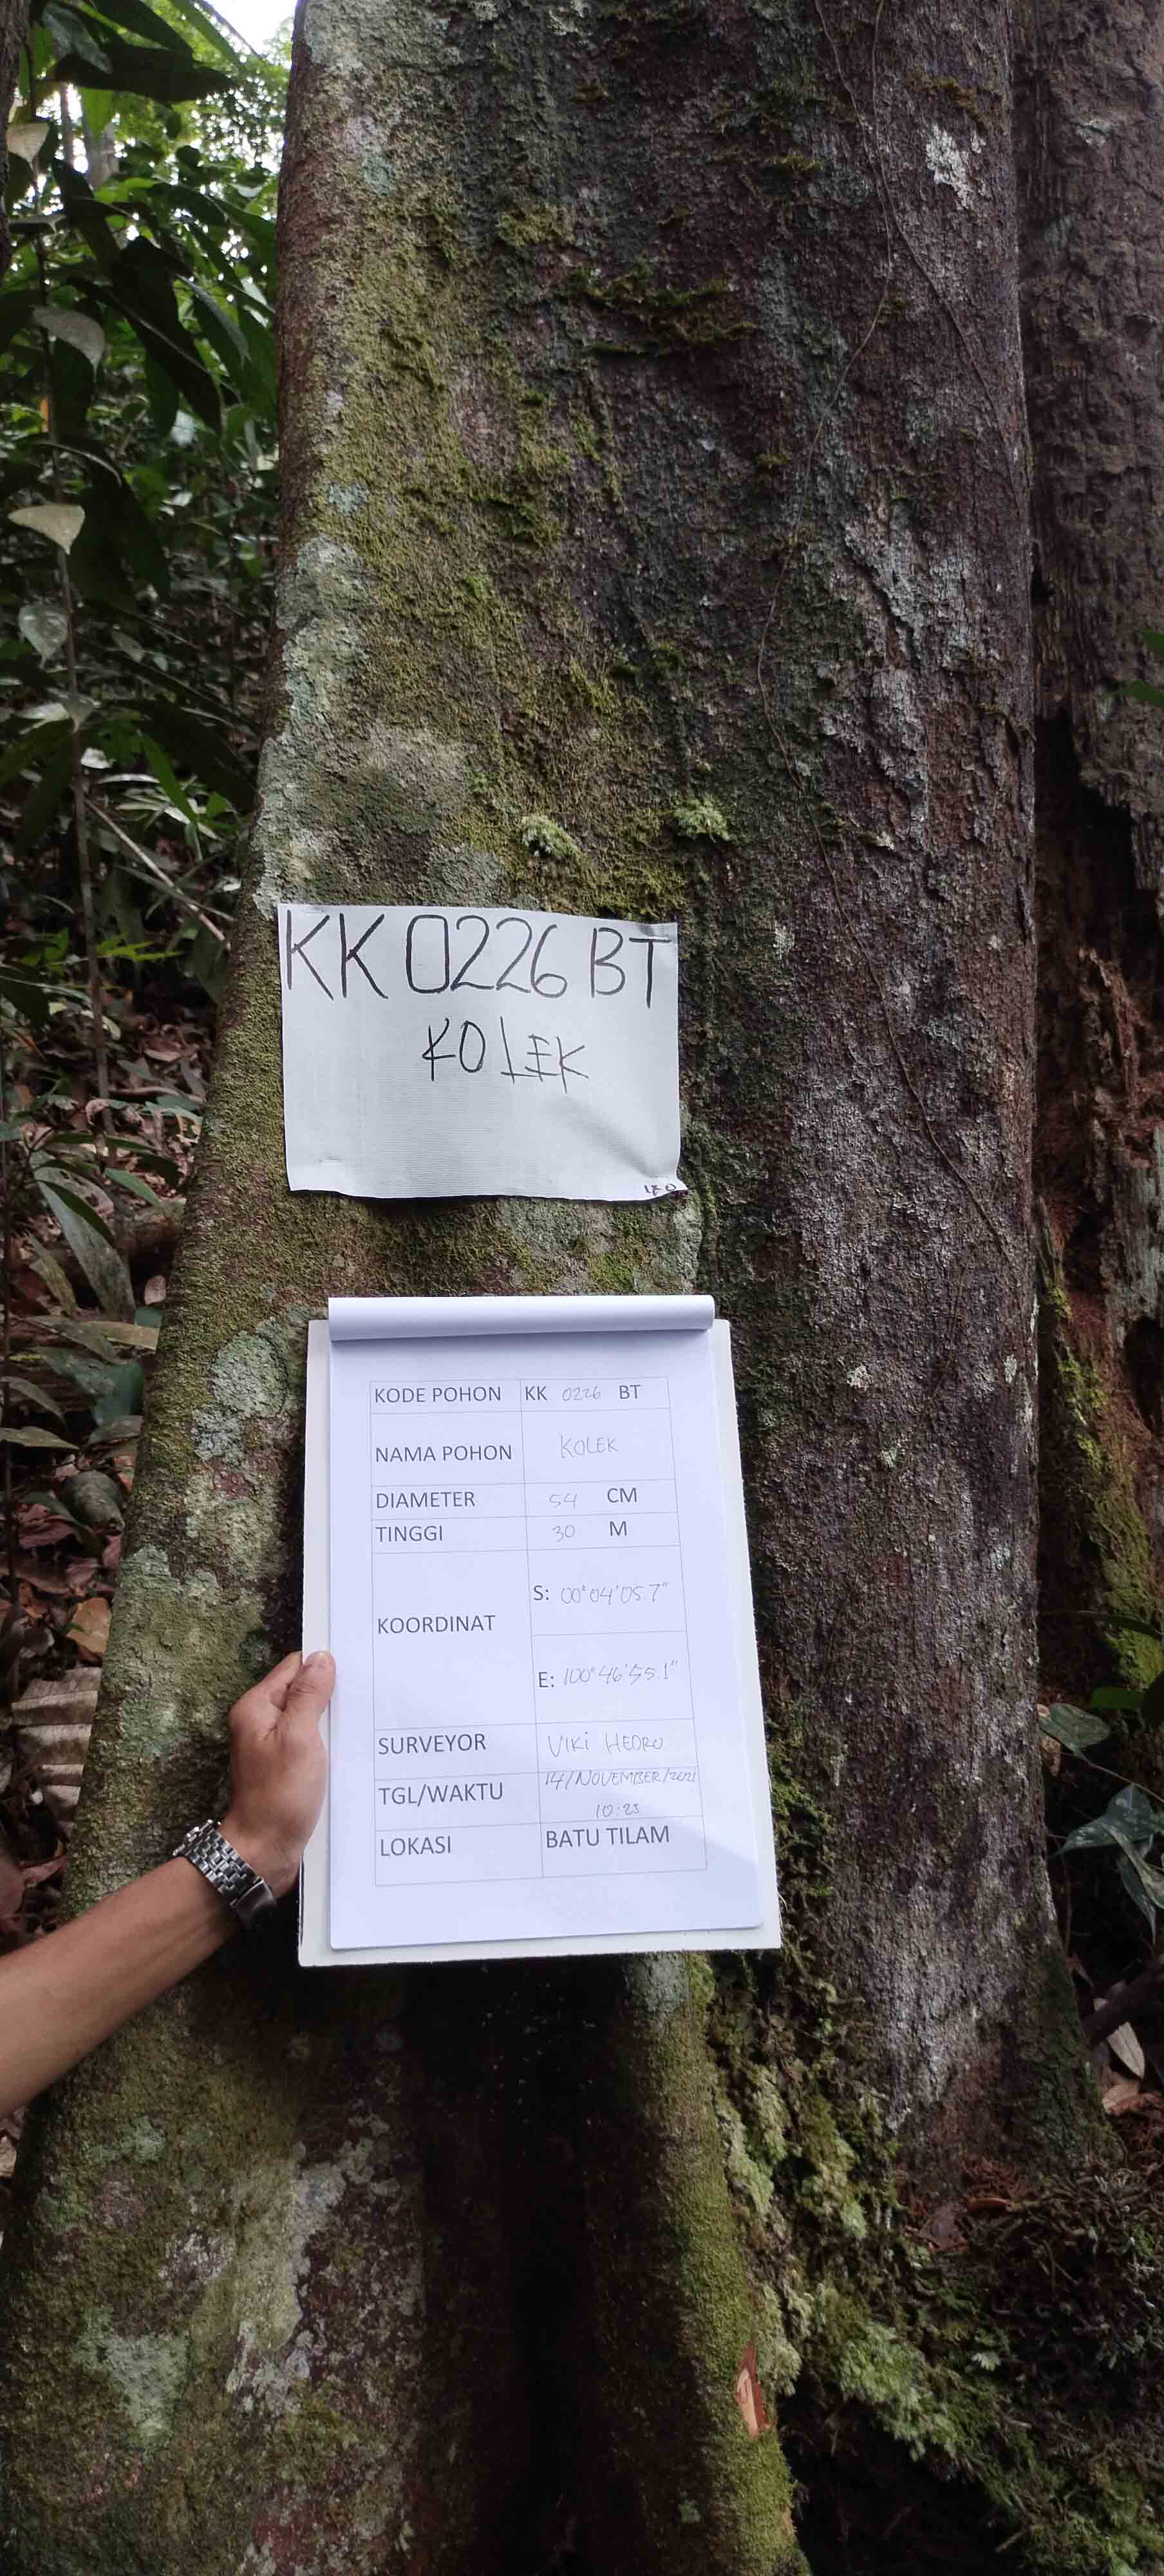 KK 0226 BT
KOLEK
KODE POHON KK 0226 BT
NAMA POHON KOLEK
DIAMETER 54 CM
TINGGI 30 M
KOORDINAT
S: 00°04'05.7"
E: 100°46'55.1"
SURVEYOR VIKI HEDRO
TGL/WAKTU 14/NOVEMBER/2021
10:23
LOKASI BATU TILAM